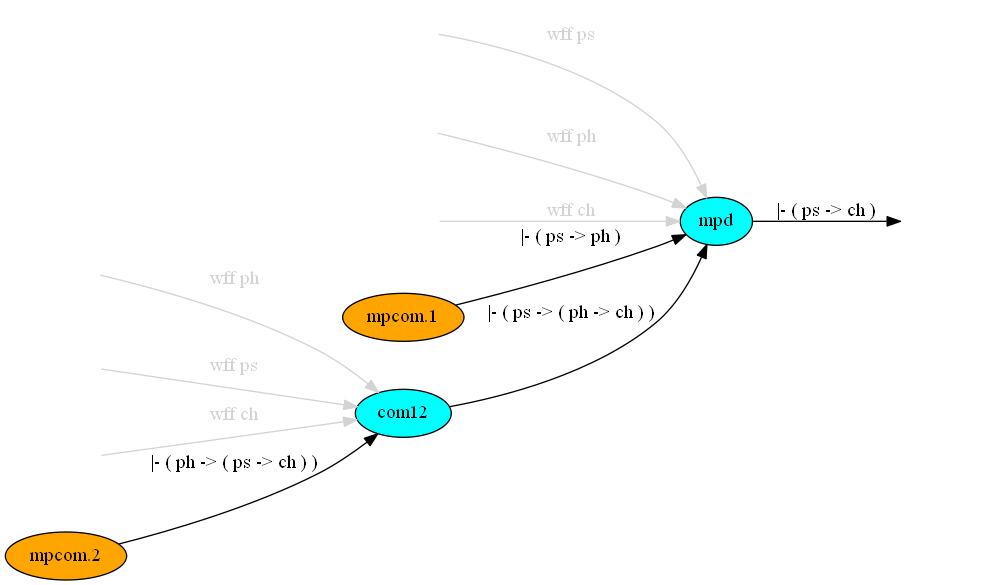 wff ps
wff ph
wff ch
|- ( ps -> ph )
mpd
|- ( ps -> ch )
wff ph
mpcom.1
|- ( ps -> ( ph -> ch ) )
wff ps
wff ch
com12
|- ( ph -> ( ps -> ch ) )
mpcom.2